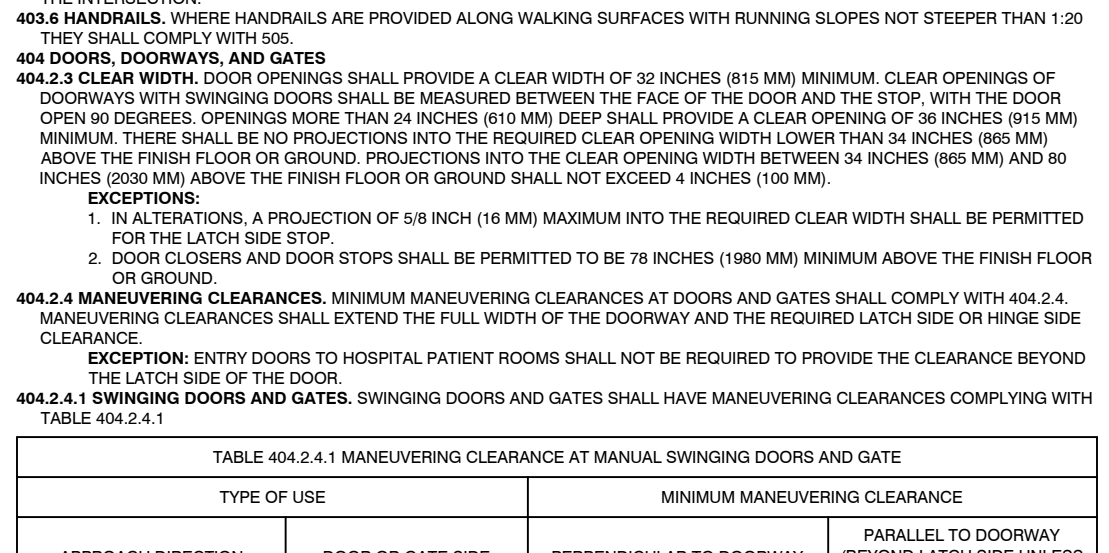 THE INTERSECTION.
403.6 HANDRAILS. WHERE HANDRAILS ARE PROVIDED ALONG WALKING SURFACES WITH RUNNING SLOPES NOT STEEPER THAN 1:20
THEY SHALL COMPLY WITH 505.
404 DOORS, DOORWAYS, AND GATES
404.2.3 CLEAR WIDTH. DOOR OPENINGS SHALL PROVIDE A CLEAR WIDTH OF 32 INCHES (815 MM) MINIMUM. CLEAR OPENINGS OF
DOORWAYS WITH SWINGING DOORS SHALL BE MEASURED BETWEEN THE FACE OF THE DOOR AND THE STOP, WITH THE DOOR
OPEN 90 DEGREES. OPENINGS MORE THAN 24 INCHES (610 MM) DEEP SHALL PROVIDE A CLEAR OPENING OF 36 INCHES (915 MM)
MINIMUM. THERE SHALL BE NO PROJECTIONS INTO THE REQUIRED CLEAR OPENING WIDTH LOWER THAN 34 INCHES (865 MM)
ABOVE THE FINISH FLOOR OR GROUND. PROJECTIONS INTO THE CLEAR OPENING WIDTH BETWEEN 34 INCHES (865 MM) AND 80
INCHES (2030 MM) ABOVE THE FINISH FLOOR OR GROUND SHALL NOT EXCEED 4 INCHES (100 MM).
EXCEPTIONS:
1. IN ALTERATIONS, A PROJECTION OF 5/8 INCH (16 MM) MAXIMUM INTO THE REQUIRED CLEAR WIDTH SHALL BE PERMITTED
FOR THE LATCH SIDE STOP.
2. DOOR CLOSERS AND DOOR STOPS SHALL BE PERMITTED TO BE 78 INCHES (1980 MM) MINIMUM ABOVE THE FINISH FLOOR
OR GROUND.
404.2.4 MANEUVERING CLEARANCES. MINIMUM MANEUVERING CLEARANCES AT DOORS AND GATES SHALL COMPLY WITH 404.2.4.
MANEUVERING CLEARANCES SHALL EXTEND THE FULL WIDTH OF THE DOORWAY AND THE REQUIRED LATCH SIDE OR HINGE SIDE
CLEARANCE.
EXCEPTION: ENTRY DOORS TO HOSPITAL PATIENT ROOMS SHALL NOT BE REQUIRED TO PROVIDE THE CLEARANCE BEYOND
THE LATCH SIDE OF THE DOOR.
404.2.4.1 SWINGING DOORS AND GATES. SWINGING DOORS AND GATES SHALL HAVE MANEUVERING CLEARANCES COMPLYING WITH
TABLE 404.2.4.1
TABLE 404.2.4.1 MANEUVERING CLEARANCE AT MANUAL SWINGING DOORS AND GATE
TYPE OF USE
MINIMUM MANEUVERING CLEARANCE
APPROACH DIRECTION
DOOR OR GATE SIDE
PERPENDICULAR TO DOORWAY
PARALLEL TO DOORWAY
(BEYOND LATCH SIDE UNLESS